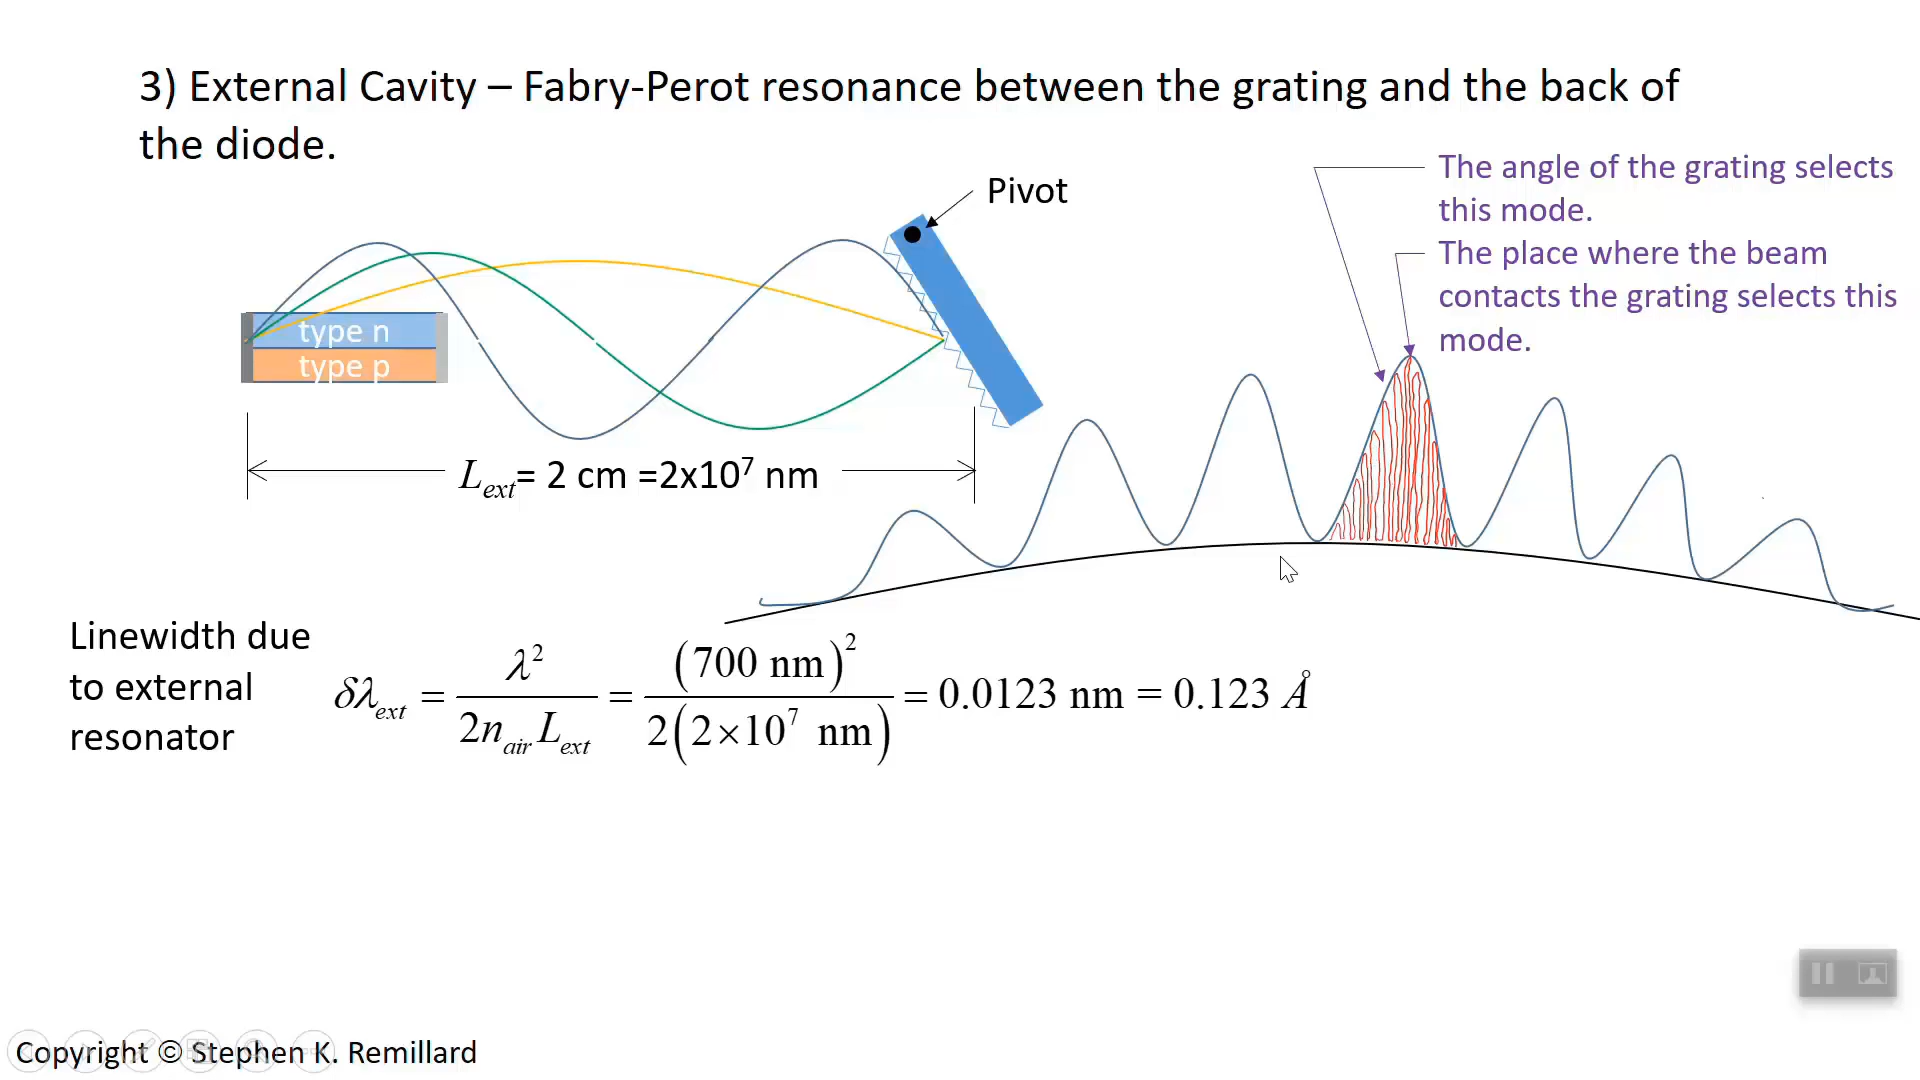 3) External Cavity – Fabry-Perot resonance between the grating and the back of
the diode.
Pivot
The angle of the grating selects
this mode.
The place where the beam
contacts the grating selects this
mode.
type n
type p
L_ext = 2 cm =2x10⁷ nm
Linewidth due
to external
resonator
δλ_ext = λ² / (2n_air L_ext) = (700 nm)² / (2(2×10⁷ nm)) = 0.0123 nm = 0.123 Å
Copyright © Stephen K. Remillard